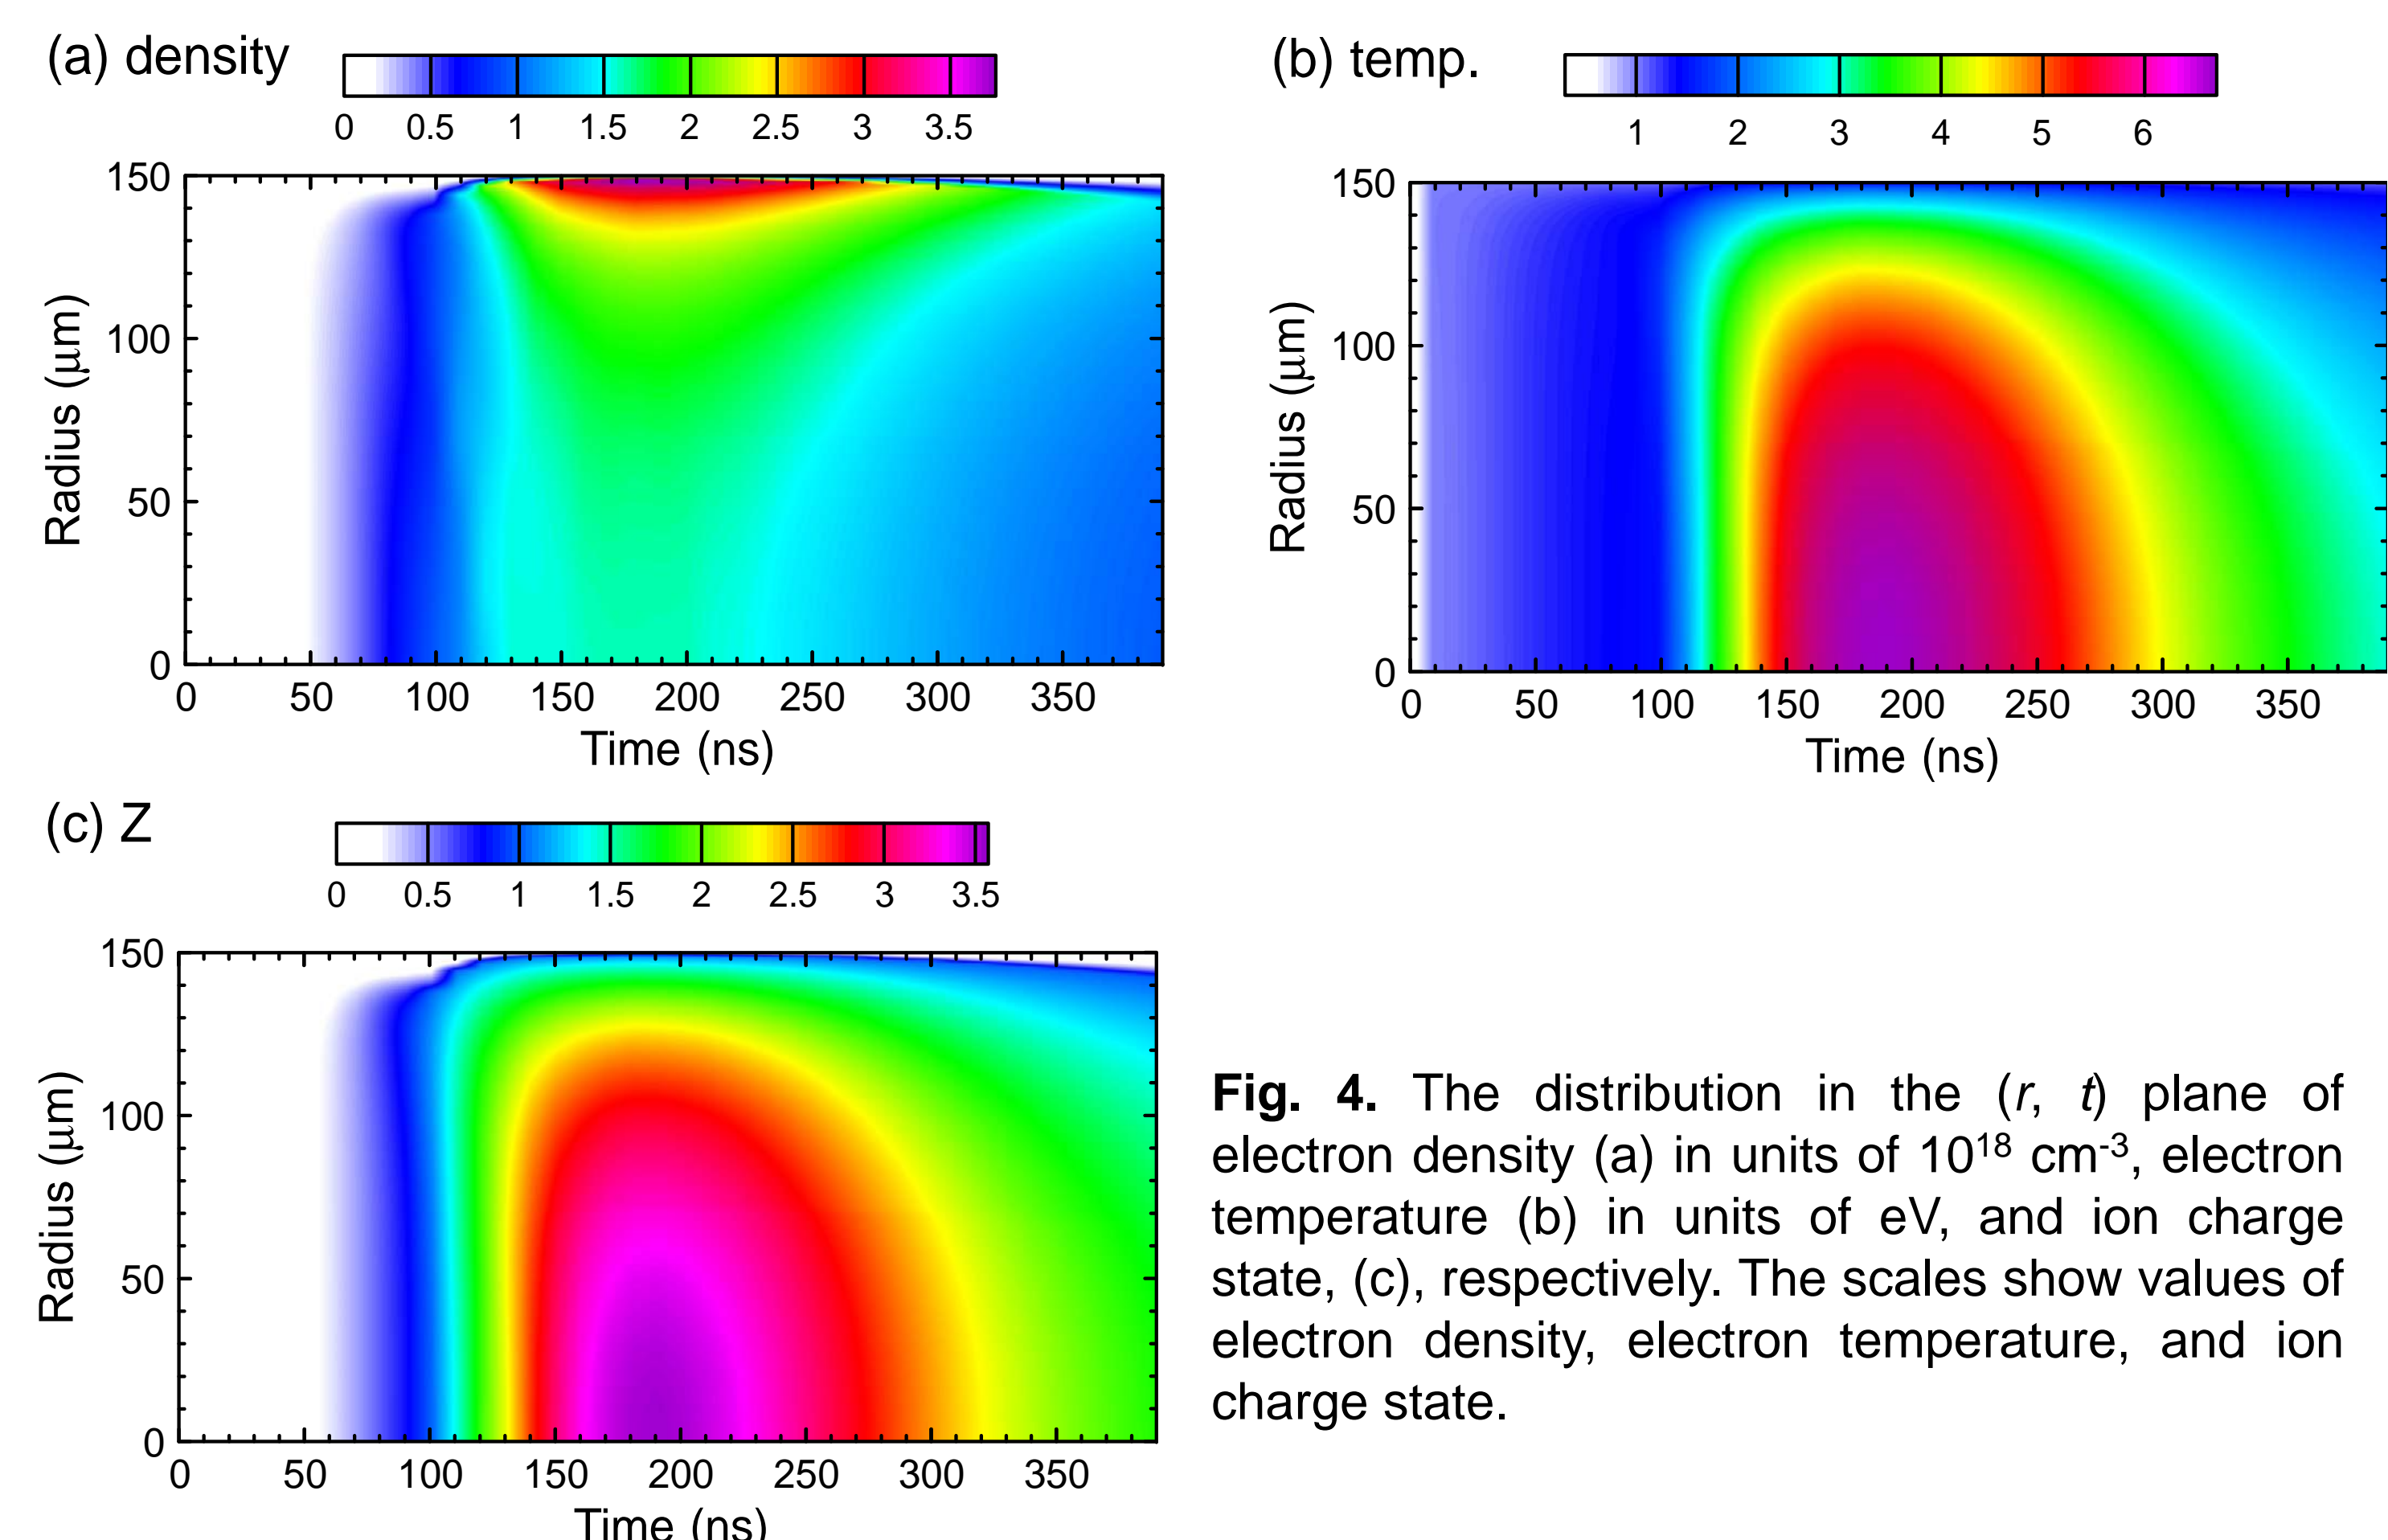 (a) density
0 0.5 1 1.5 2 2.5 3 3.5
150
100
50
0
Radius (μm)
0 50 100 150 200 250 300 350
Time (ns)
(b) temp.
1 2 3 4 5 6
150
100
50
0
Radius (μm)
0 50 100 150 200 250 300 350
Time (ns)
(c) Z
0 0.5 1 1.5 2 2.5 3 3.5
150
100
50
0
Radius (μm)
0 50 100 150 200 250 300 350
Time (ns)
Fig. 4. The distribution in the (r, t) plane of
electron density (a) in units of 10¹⁸ cm⁻³, electron
temperature (b) in units of eV, and ion charge
state, (c), respectively. The scales show values of
electron density, electron temperature, and ion
charge state.